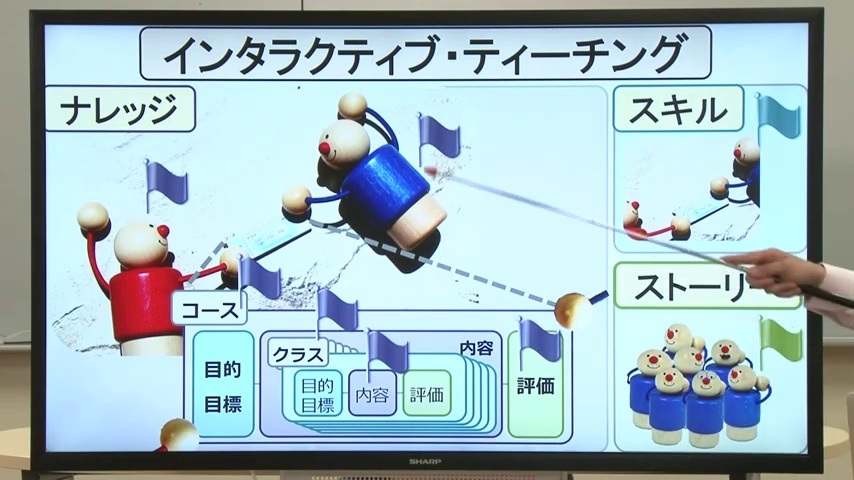 インタラクティブ・ティーチング
ナレッジ
スキル
ストーリー
コース
クラス
内容
目的
目標
目的
目標
内容
評価
評価
SHARP